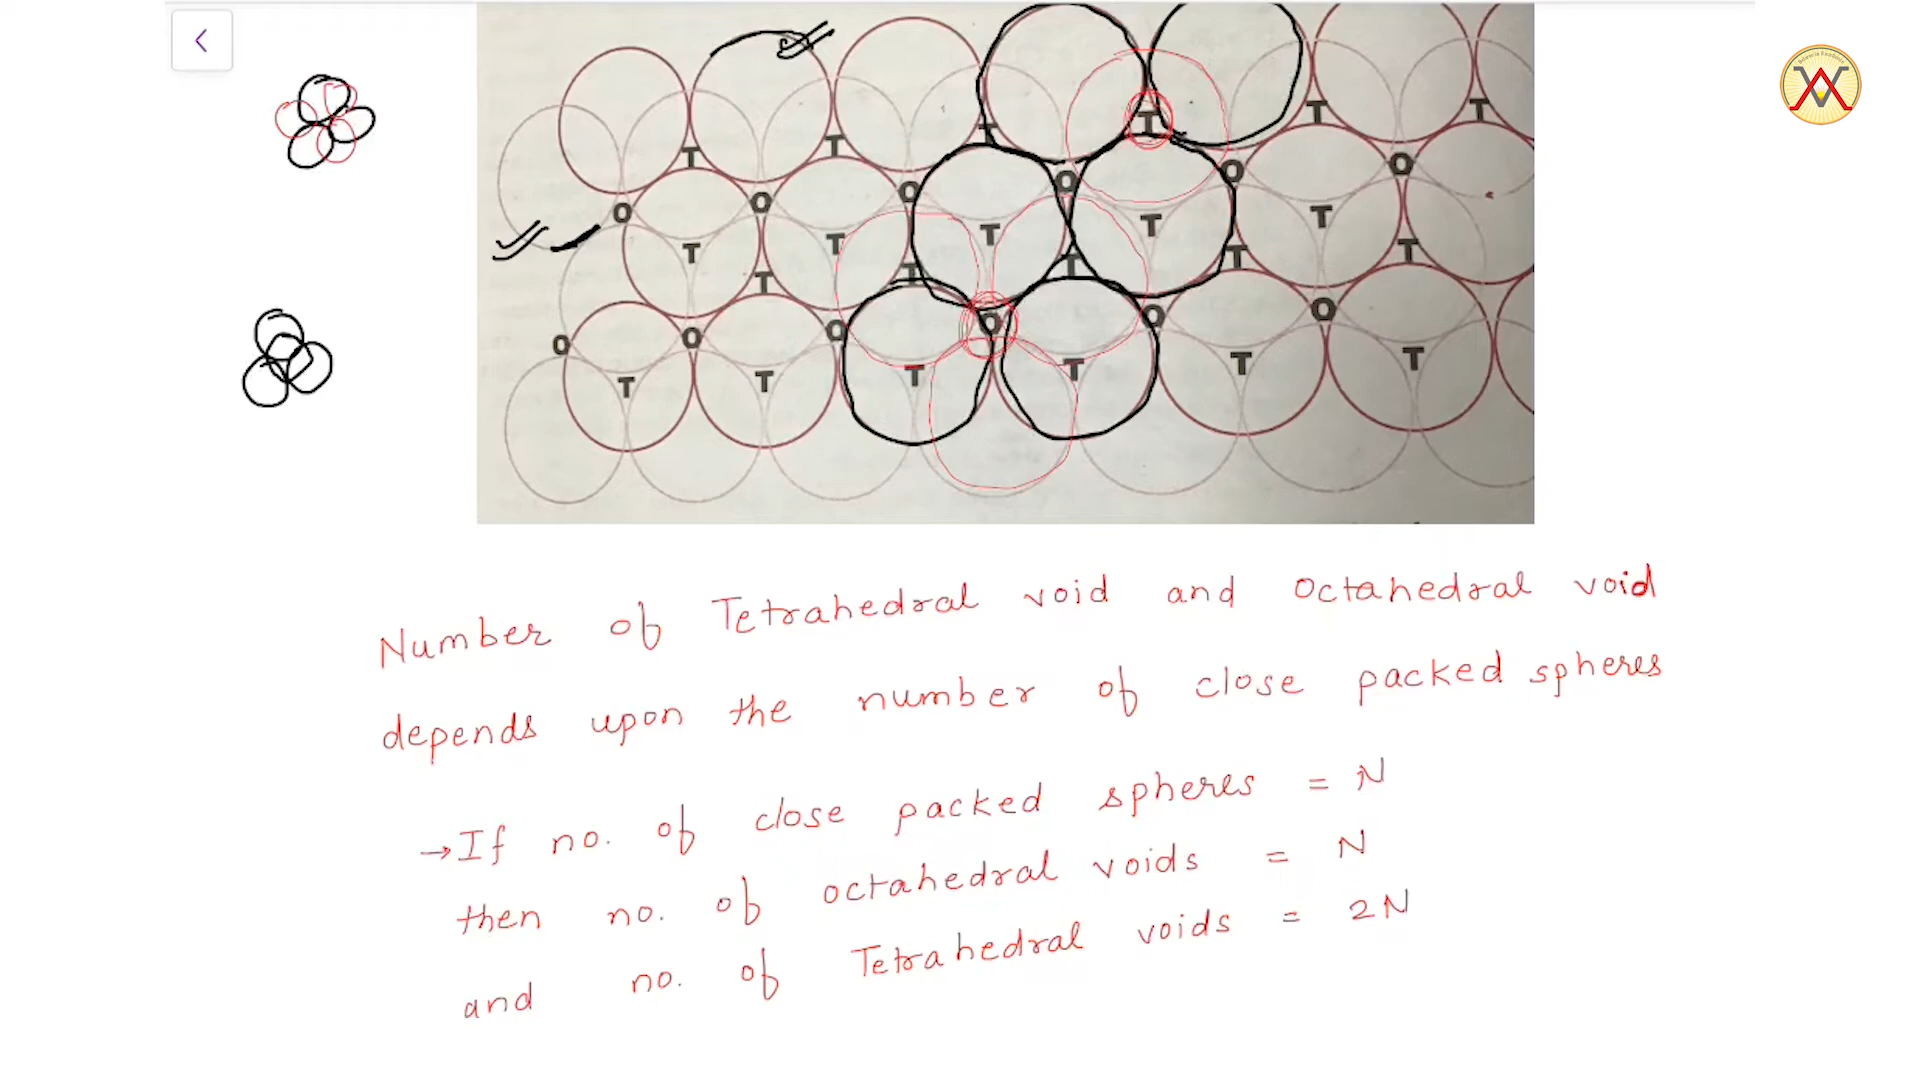 T T T T T T
O O O O O O
T T T T T
T T T T T
O O O O O O
T T T T T T
Number of Tetrahedral void and Octahedral void
depends upon the number of close packed spheres
→ If no. of close packed spheres = N
then no. of octahedral voids = N
and no. of Tetrahedral voids = 2N